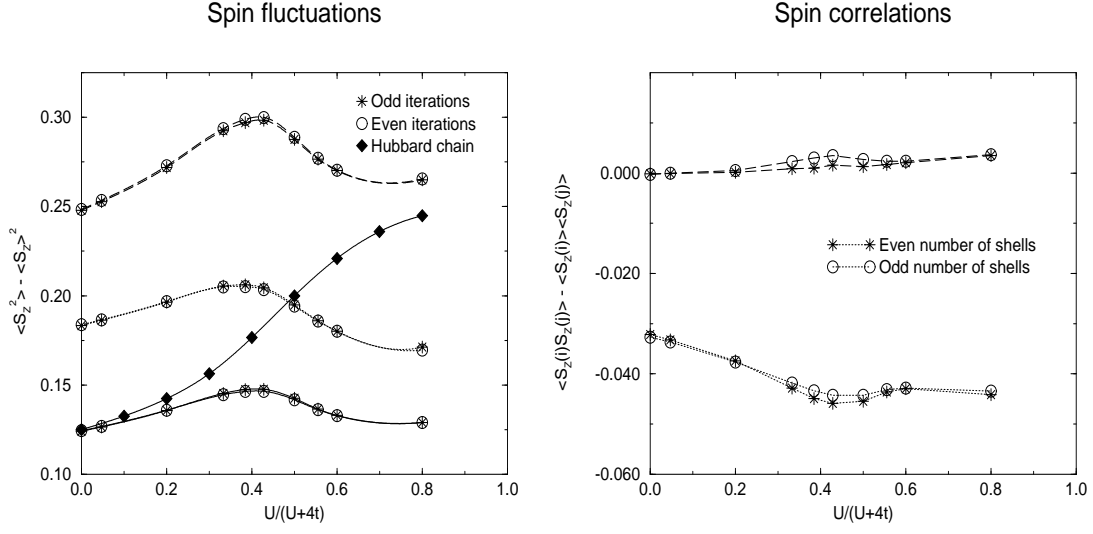 Spin fluctuations
0.30
0.25
0.20
0.15
0.10
<S_z^2> - <S_z>^2
Odd iterations
Even iterations
Hubbard chain
0.0 0.2 0.4 0.6 0.8 1.0
U/(U+4t)
Spin correlations
0.000
-0.020
-0.040
-0.060
<S_z(i)S_z(j)> - <S_z(i)><S_z(j)>
Even number of shells
Odd number of shells
0.0 0.2 0.4 0.6 0.8 1.0
U/(U+4t)